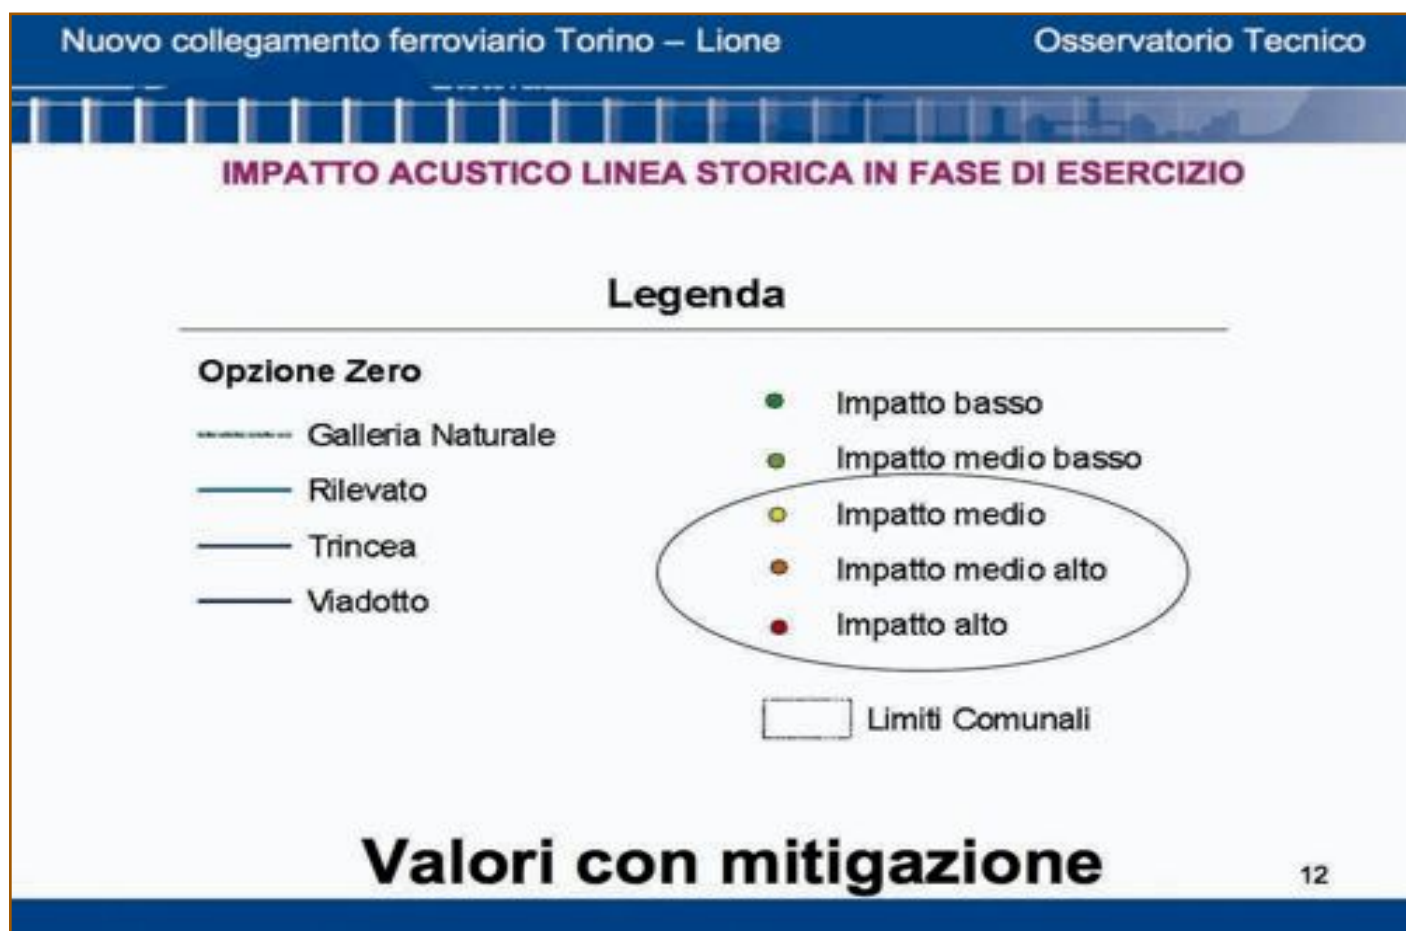 Nuovo collegamento ferroviario Torino – Lione
Osservatorio Tecnico
IMPATTO ACUSTICO LINEA STORICA IN FASE DI ESERCIZIO
Legenda
Opzione Zero
Galleria Naturale
Rilevato
Trincea
Viadotto
Impatto basso
Impatto medio basso
Impatto medio
Impatto medio alto
Impatto alto
Limiti Comunali
Valori con mitigazione
12